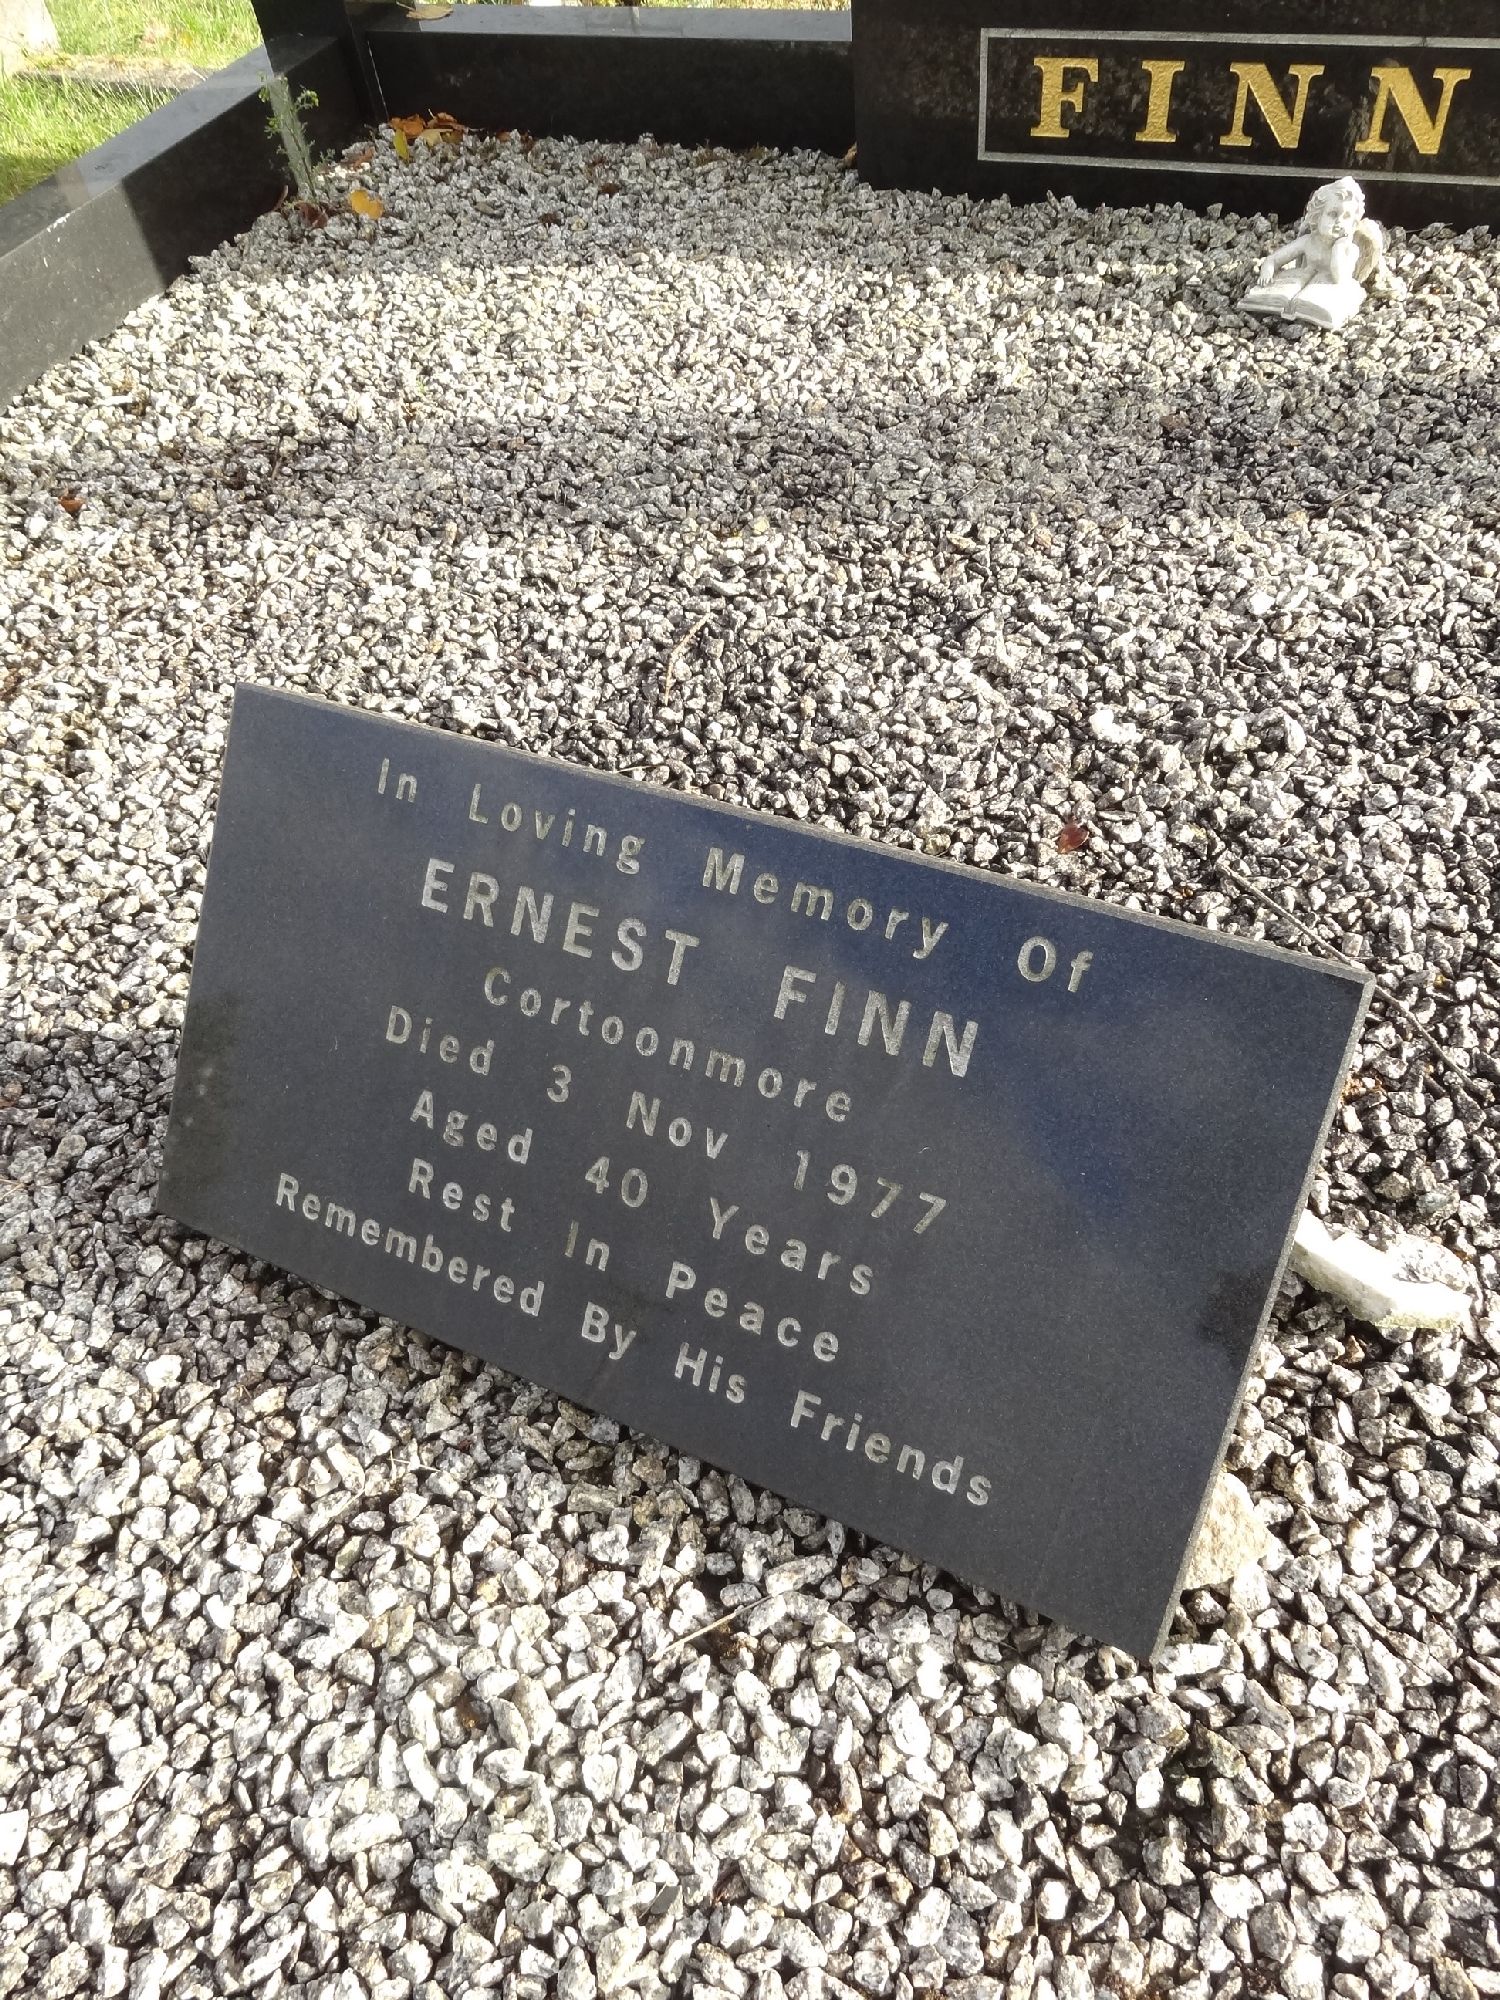 FINN
In Loving Memory Of
ERNEST FINN
Cortoonmore
Died 3 Nov 1977
Aged 40 Years
Rest In Peace
Remembered By His Friends